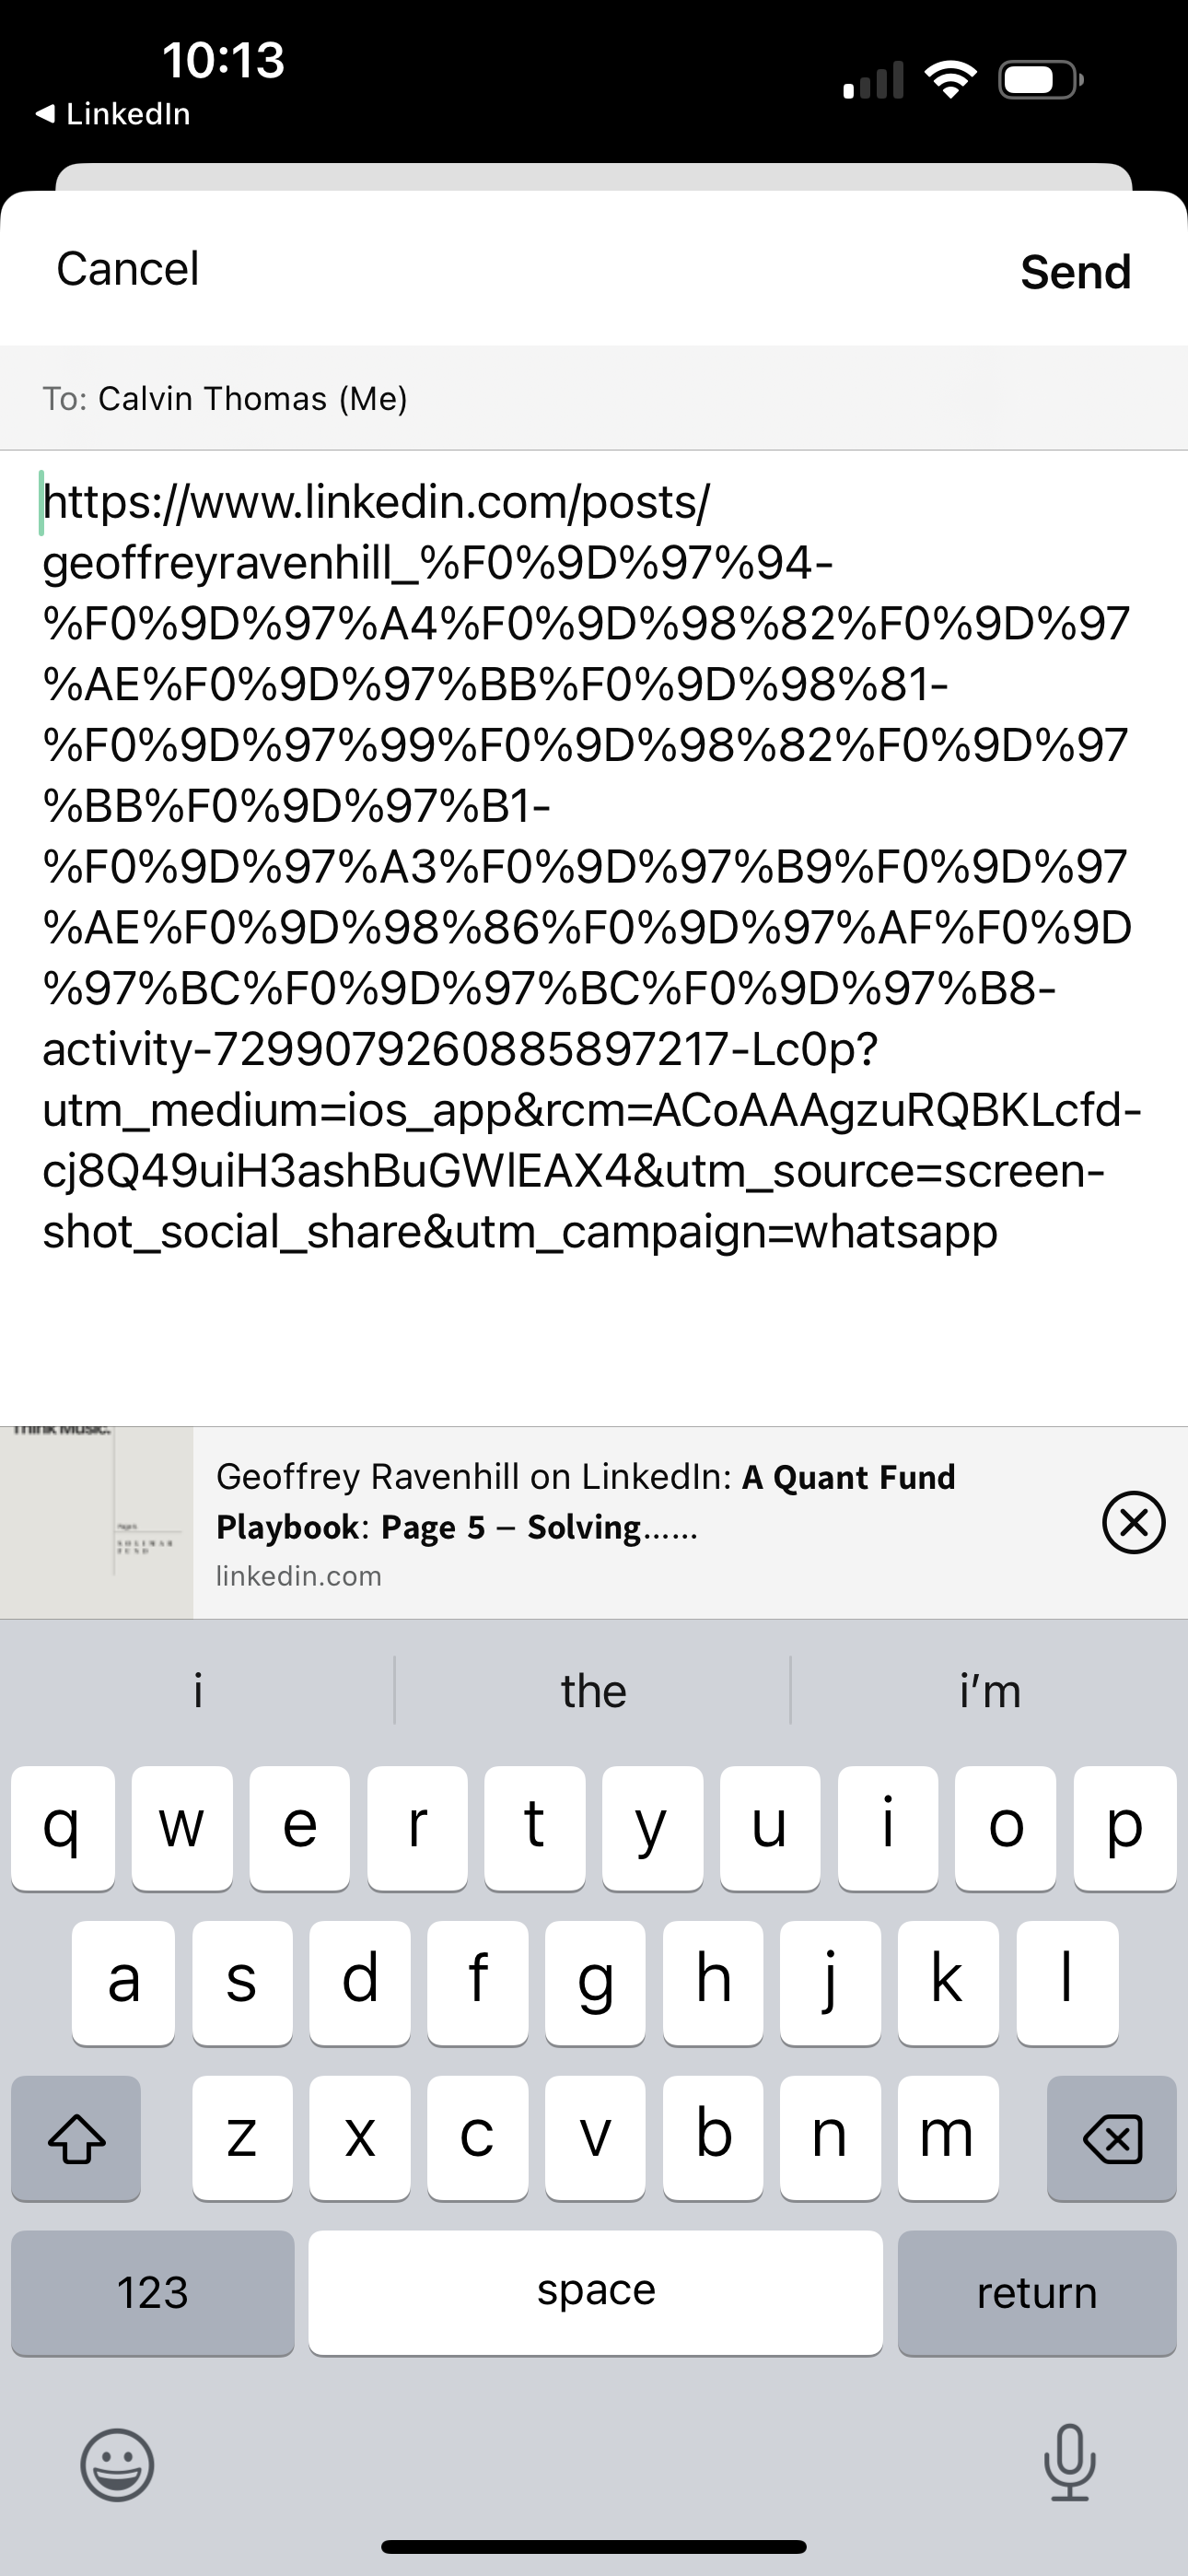 10:13
LinkedIn
Cancel
Send
To: Calvin Thomas (Me)
https://www.linkedin.com/posts/
geoffreyravenhill_%F0%9D%97%94-
%F0%9D%97%A4%F0%9D%98%82%F0%9D%97
%AE%F0%9D%97%BB%F0%9D%98%81-
%F0%9D%97%99%F0%9D%98%82%F0%9D%97
%BB%F0%9D%97%B1-
%F0%9D%97%A3%F0%9D%97%B9%F0%9D%97
%AE%F0%9D%98%86%F0%9D%97%AF%F0%9D
%97%BC%F0%9D%97%BC%F0%9D%97%B8-
activity-7299079260885897217-Lc0p?
utm_medium=ios_app&rcm=ACoAAAgzuRQBKLcfd-
cj8Q49uiH3ashBuGWlEAX4&utm_source=screen-
shot_social_share&utm_campaign=whatsapp
Think Music.
SOLIMAR
FUND
Geoffrey Ravenhill on LinkedIn: A Quant Fund
Playbook: Page 5 – Solving......
linkedin.com
i the i'm
q w e r t y u i o p
a s d f g h j k l
z x c v b n m
123 space return